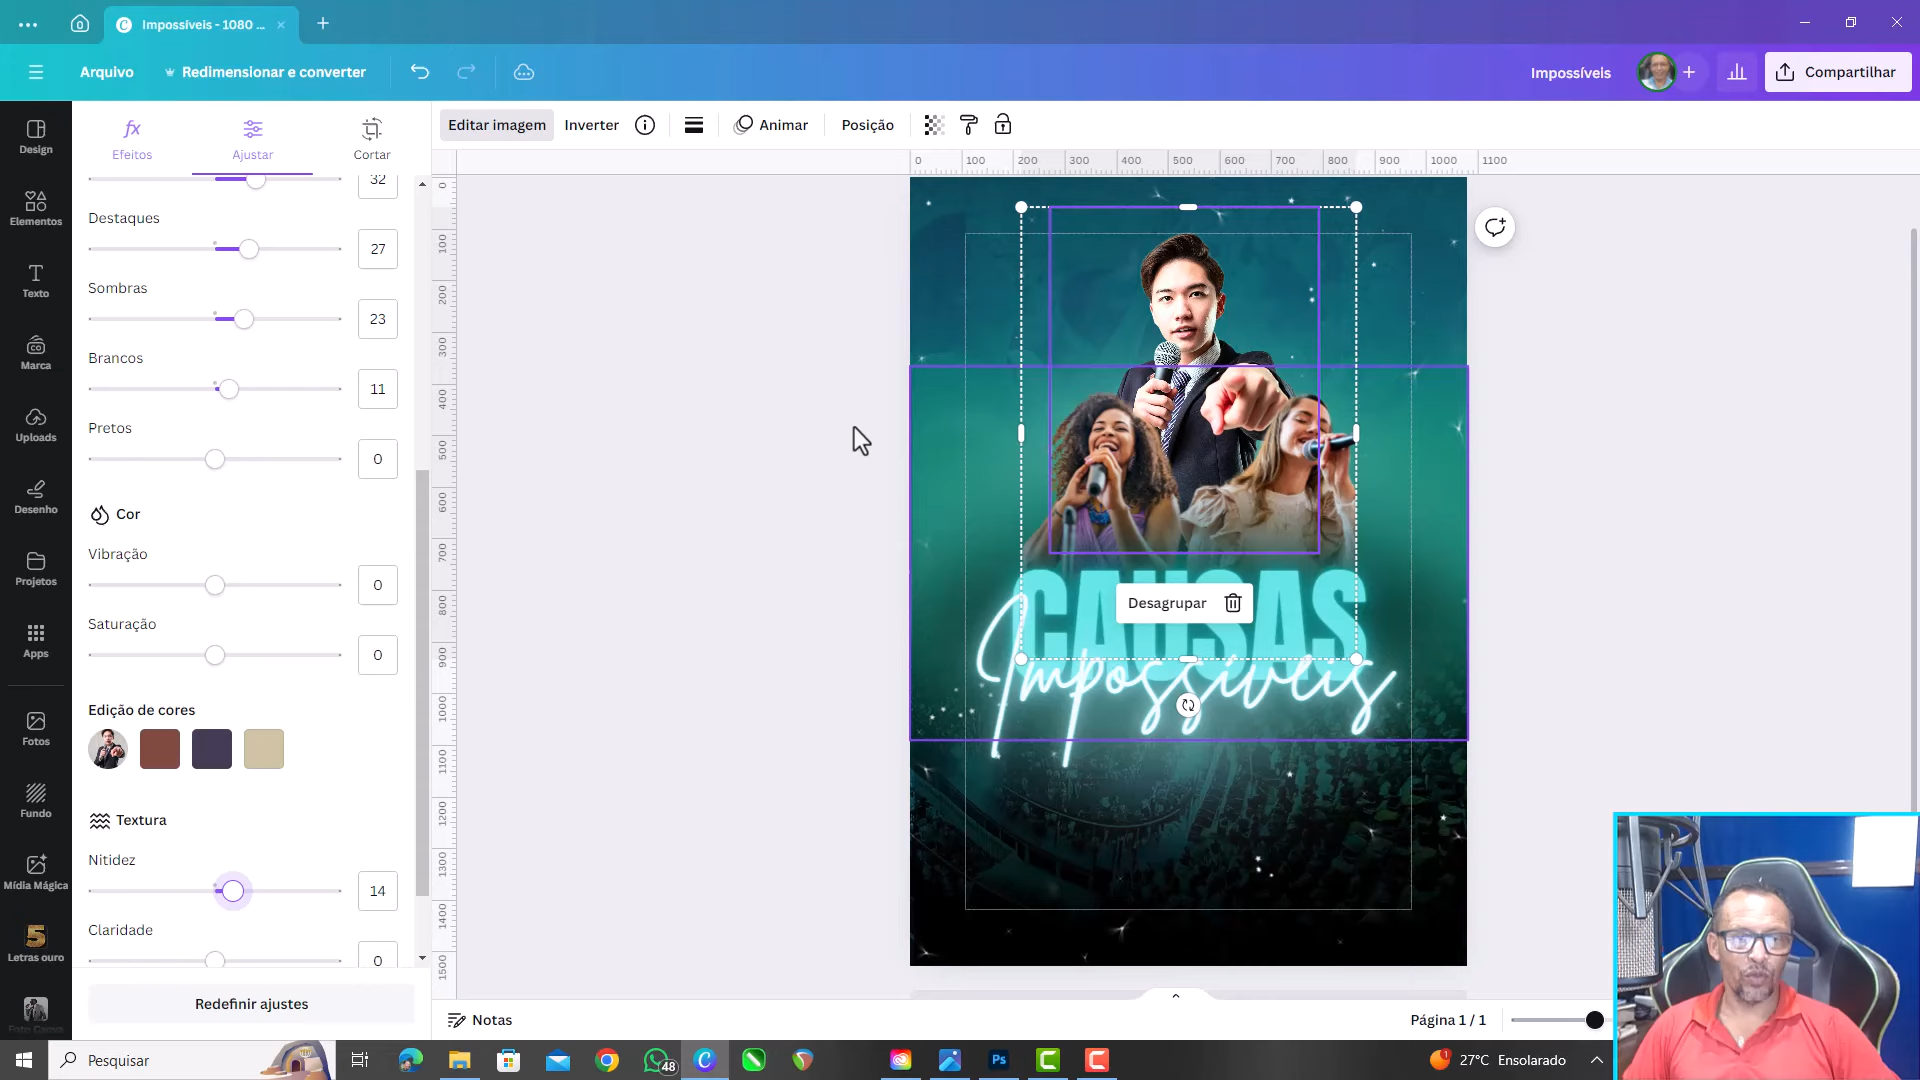 Impossíveis - 1080 ...
Arquivo
Redimensionar e converter
Impossíveis
Compartilhar
Design
Elementos
Texto
Marca
Uploads
Desenho
Projetos
Apps
Fotos
Fundo
Mídia Mágica
Letras ouro
Foto Canva
Efeitos
Ajustar
Cortar
32
Destaques
27
Sombras
23
Brancos
11
Pretos
0
Cor
Vibração
0
Saturação
0
Edição de cores
Textura
Nitidez
14
Claridade
0
Redefinir ajustes
Editar imagem
Inverter
Animar
Posição
0 100 200 300 400 500 600 700 800 900 1000 1100
0
100
200
300
400
500
600
700
800
900
1000
1100
1200
1300
1400
1500
CAUSAS
Desagrupar
Impossíveis
Notas
Página 1 / 1
Pesquisar
48
Ps
1
27°C Ensolarado